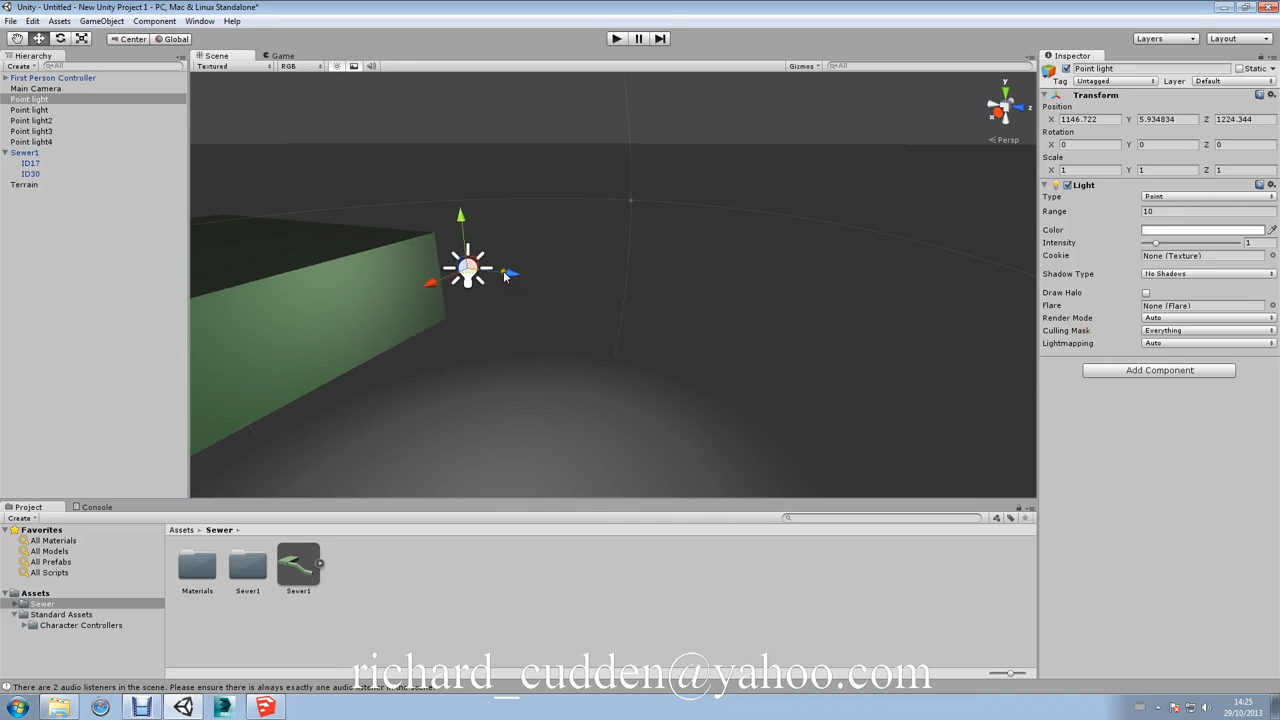 Unity - Untitled - New Unity Project 1 - PC, Mac & Linux Standalone*
File Edit Assets GameObject Component Window Help
Center Global Layers Layout
Hierarchy
Create All
First Person Controller
Main Camera
Point light
Point light
Point light2
Point light3
Point light4
Sewer1
ID17
ID30
Terrain
Scene Game
Textured RGB Gizmos All
y
x
z
Persp
Inspector
Point light Static
Tag Untagged Layer Default
Transform
Position
X 1146.722 Y 5.934834 Z 1224.344
Rotation
X 0 Y 0 Z 0
Scale
X 1 Y 1 Z 1
Light
Type Point
Range 10
Color
Intensity 1
Cookie None (Texture)
Shadow Type No Shadows
Draw Halo
Flare None (Flare)
Render Mode Auto
Culling Mask Everything
Lightmapping Auto
Add Component
Project Console
Create
Favorites
All Materials
All Models
All Prefabs
All Scripts
Assets
Sewer
Standard Assets
Character Controllers
Assets Sewer
Materials Sever1 Sewer1
richard_cudden@yahoo.com
There are 2 audio listeners in the scene. Please ensure there is always exactly one audio listener in the scene.
14:25
29/10/2013